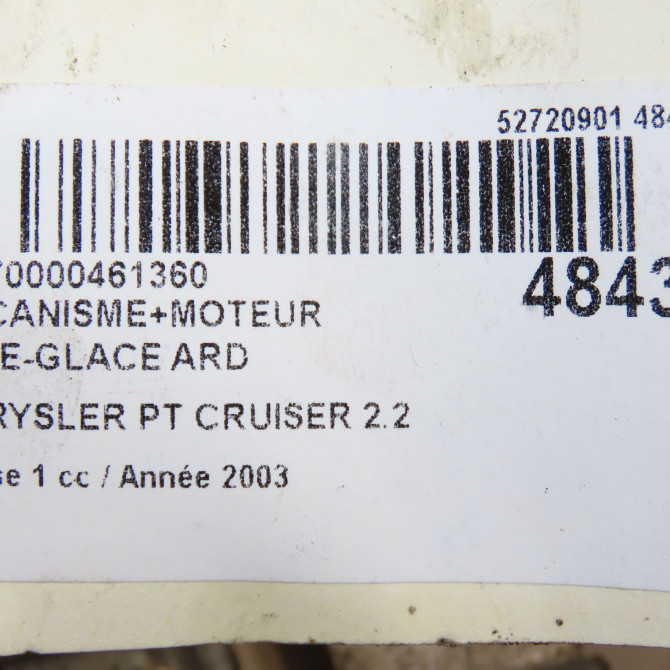 52720901 484
70000461360
4843
CANISME+MOTEUR
E-GLACE ARD
RYSLER PT CRUISER 2.2
se 1 cc / Année 2003